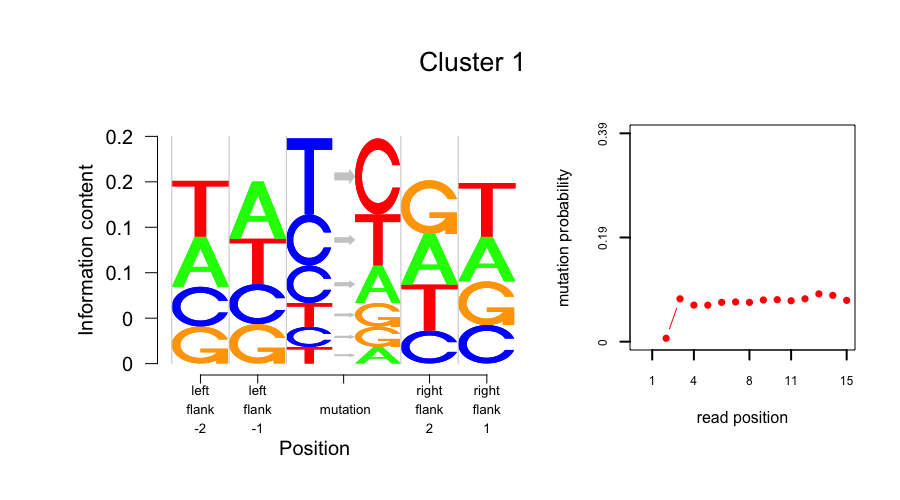 Cluster 1
Information content
0.2
0.2
0.1
0.1
0
0
T A T C G T
A T C T A A
C C C A T G
G G T G C C
C G
T A
left flank -2
left flank -1
mutation
right flank 2
right flank 1
Position
mutation probability
0.39
0.19
0
1 4 8 11 15
read position